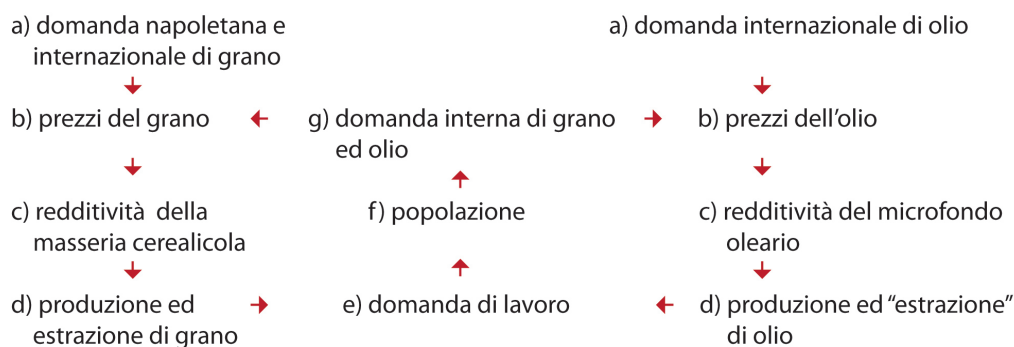 a) domanda napoletana e
internazionale di grano
a) domanda internazionale di olio
b) prezzi del grano
g) domanda interna di grano
ed olio
b) prezzi dell’olio
c) redditività della
masseria cerealicola
f) popolazione
c) redditività del microfondo
oleario
d) produzione ed
estrazione di grano
e) domanda di lavoro
d) produzione ed “estrazione”
di olio